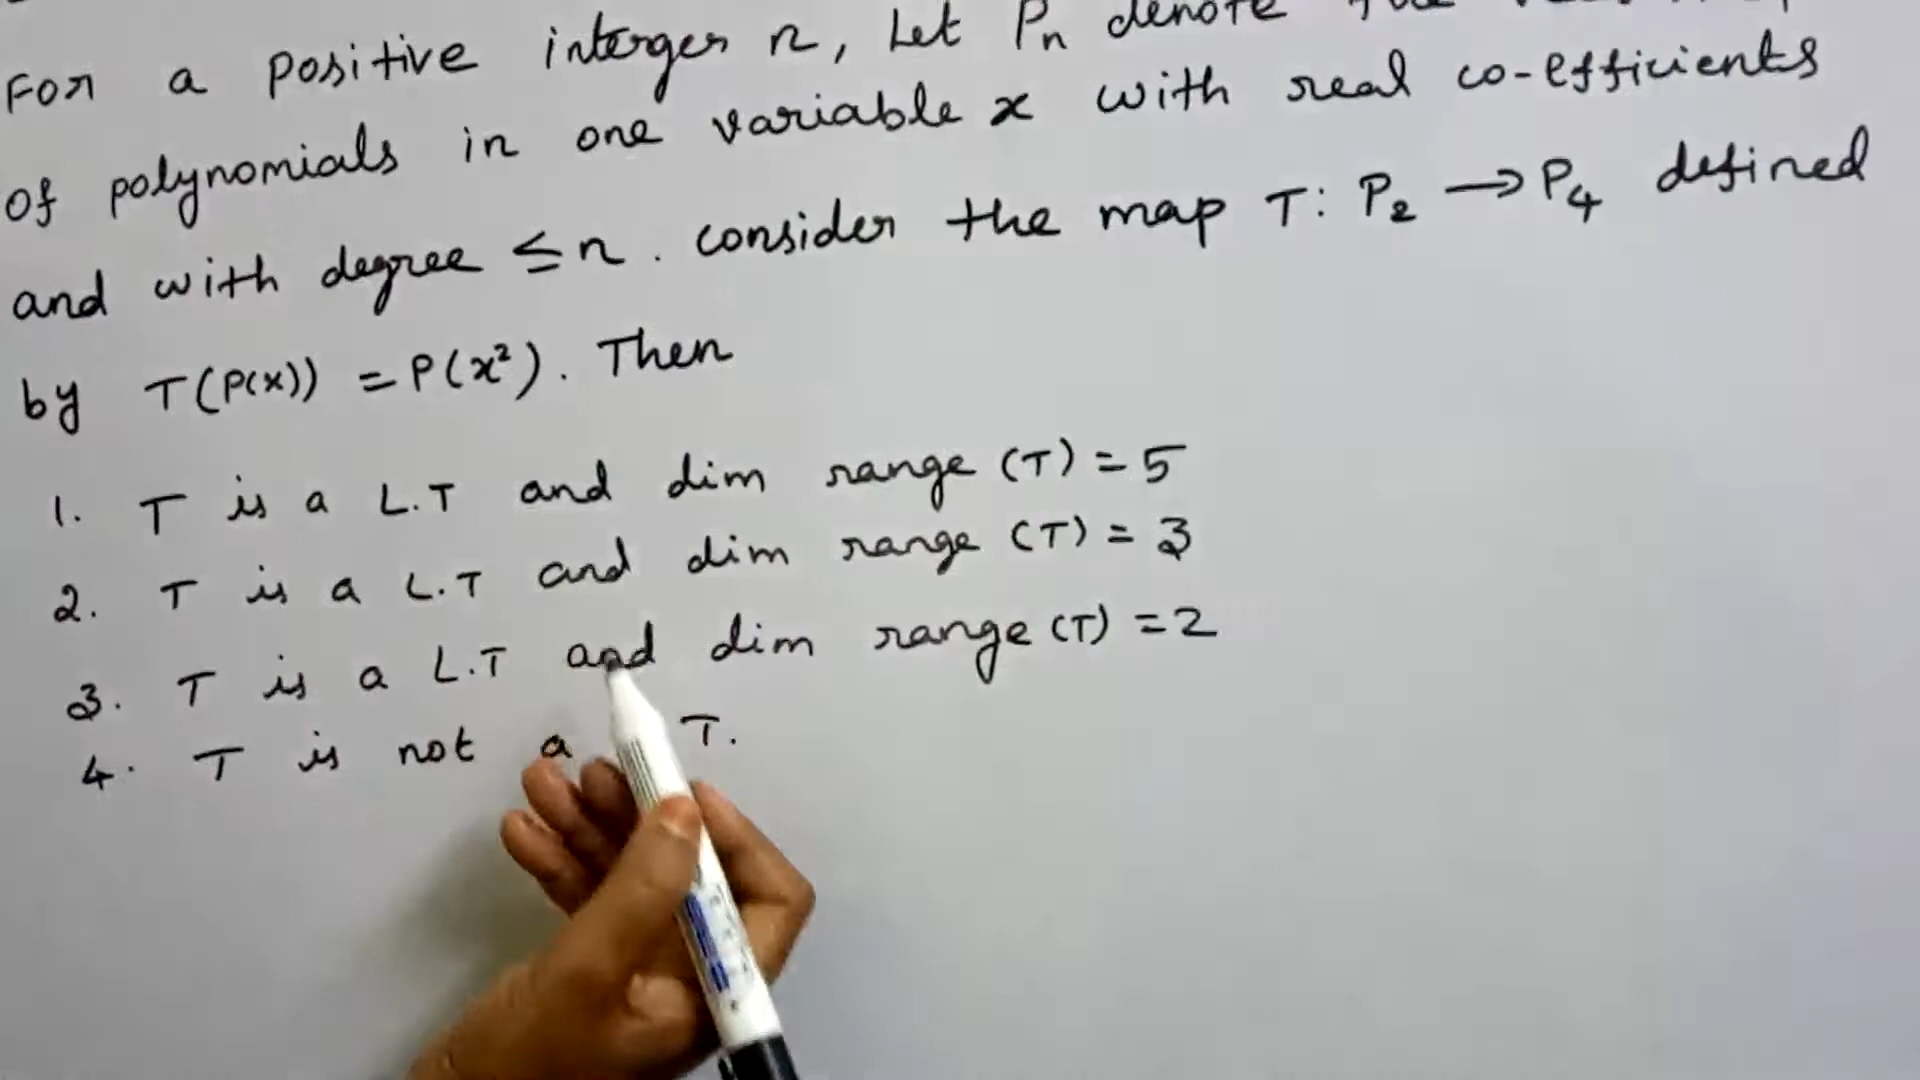 For a positive interger n, Let Pn denote
of polynomials in one variable x with real co-efficients
and with degree ≤ n. consider the map T: P₂ → P₄ defined
by T(P(x)) = P(x²). Then
1. T is a L.T and dim range (T) = 5
2. T is a L.T and dim range (T) = 3
3. T is a L.T and dim range (T) = 2
4. T is not a T.